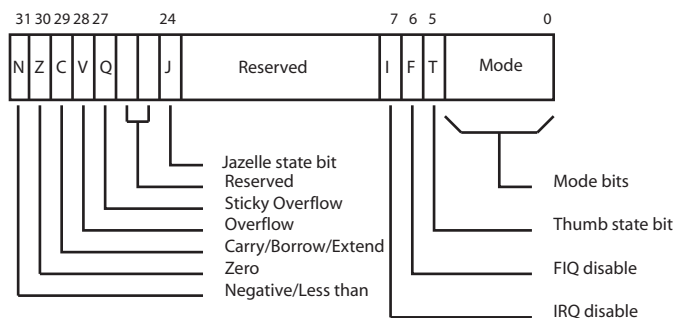 31 30 29 28 27 24 7 6 5 0
N Z C V Q J Reserved I F T Mode
Jazelle state bit
Reserved Mode bits
Sticky Overflow
Overflow Thumb state bit
Carry/Borrow/Extend
Zero FIQ disable
Negative/Less than
IRQ disable